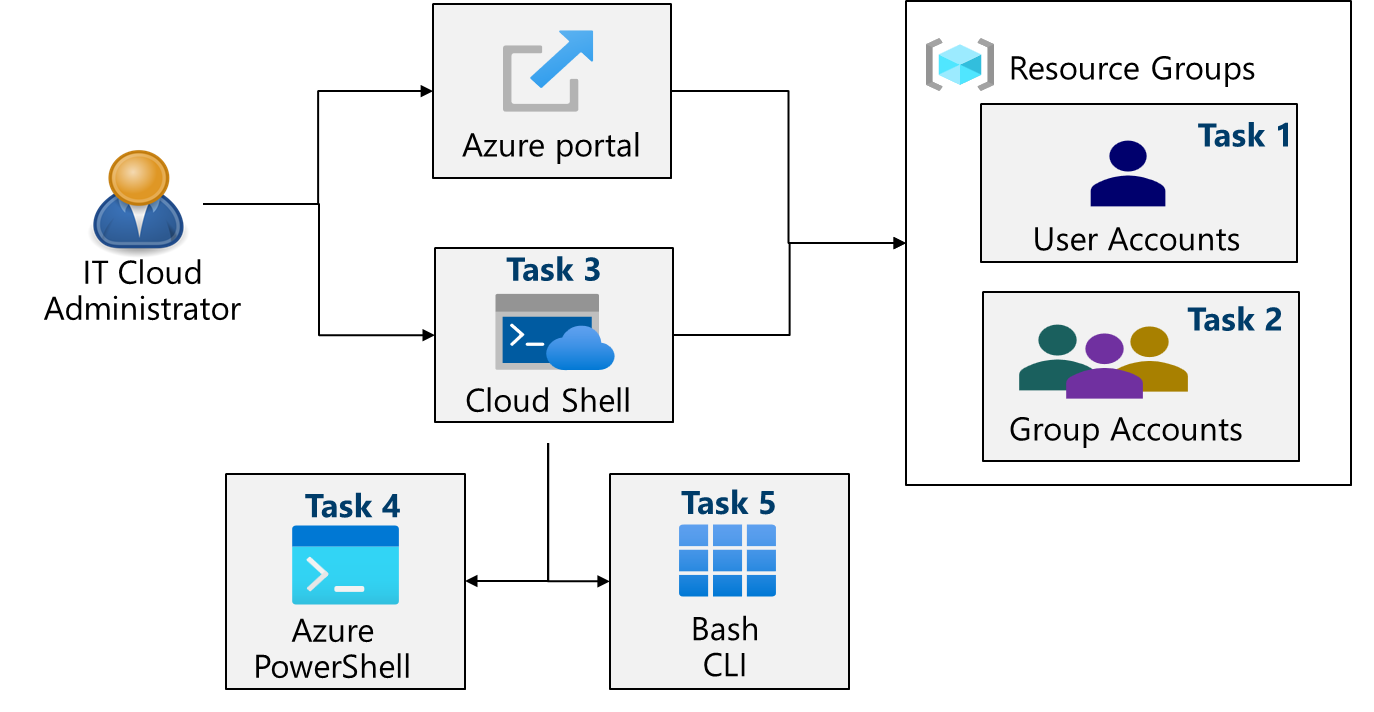 IT Cloud
Administrator
Azure portal
Task 3
Cloud Shell
Task 4
Azure
PowerShell
Task 5
Bash
CLI
Resource Groups
Task 1
User Accounts
Task 2
Group Accounts